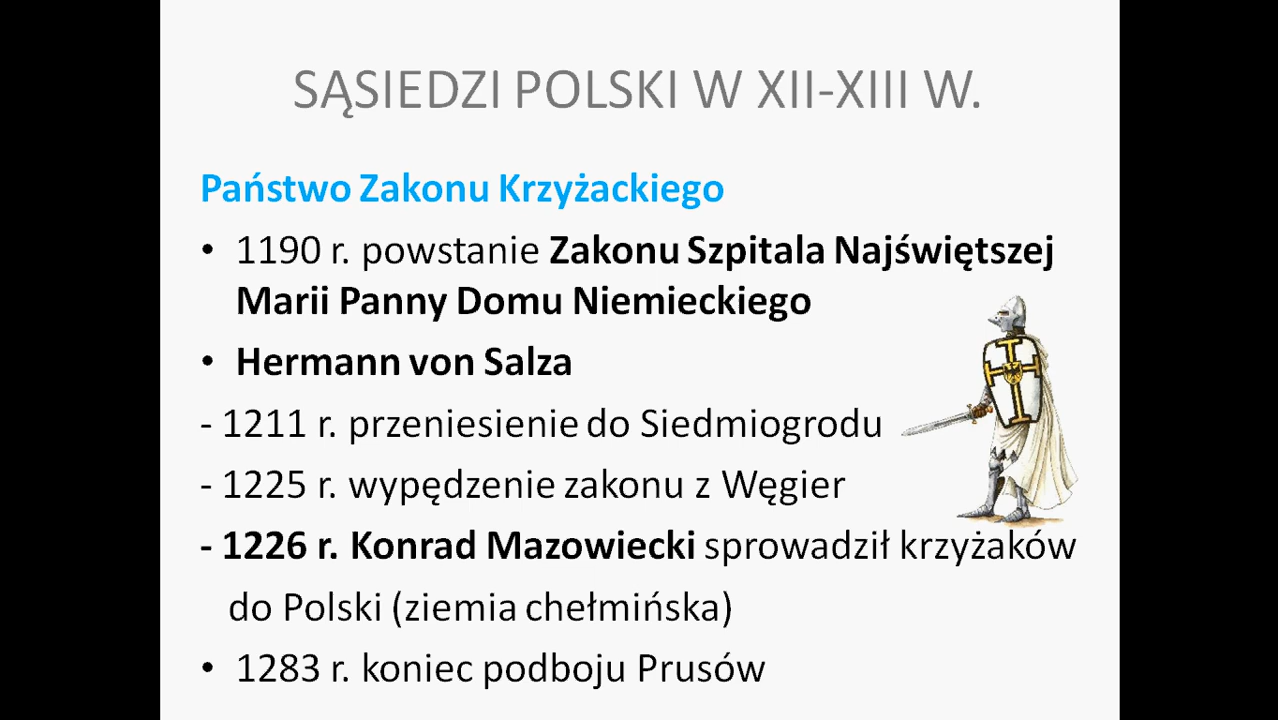 SĄSIEDZI POLSKI W XII-XIII W.
Państwo Zakonu Krzyżackiego
• 1190 r. powstanie Zakonu Szpitala Najświętszej
Marii Panny Domu Niemieckiego
• Hermann von Salza
- 1211 r. przeniesienie do Siedmiogrodu
- 1225 r. wypędzenie zakonu z Węgier
- 1226 r. Konrad Mazowiecki sprowadził krzyżaków
do Polski (ziemia chełmińska)
• 1283 r. koniec podboju Prusów